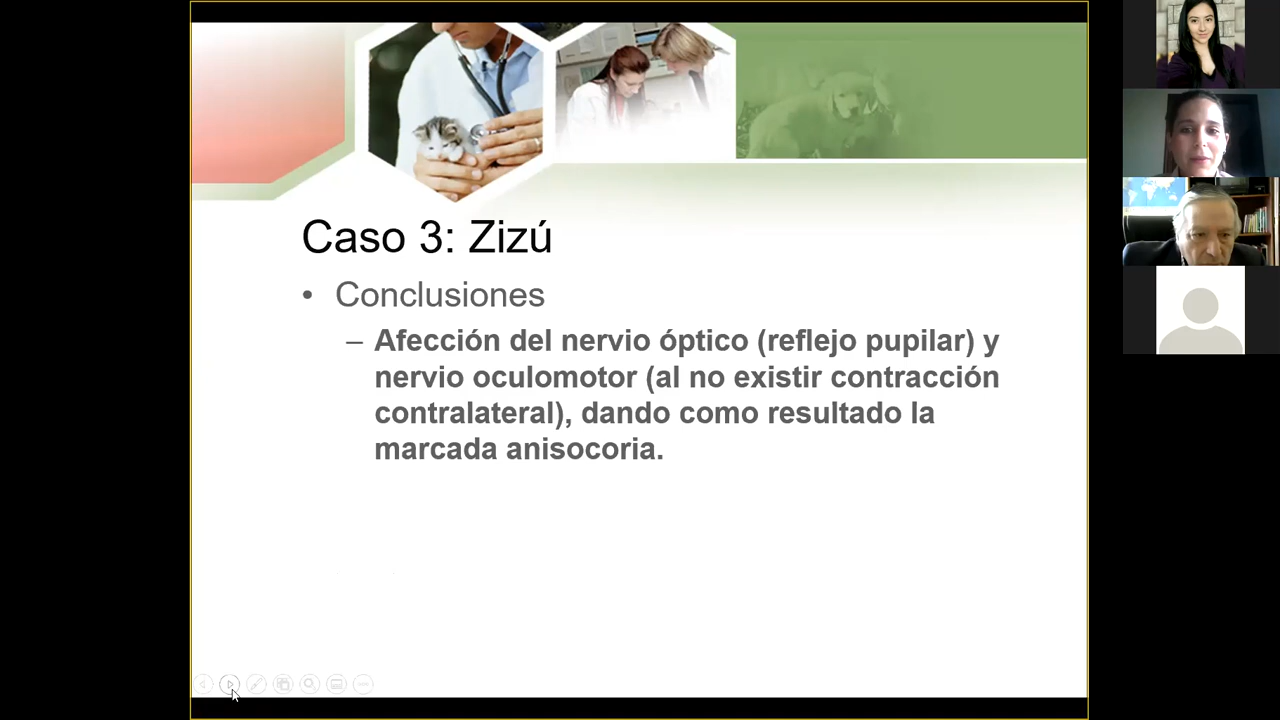 Caso 3: Zizú
• Conclusiones
– Afección del nervio óptico (reflejo pupilar) y
nervio oculomotor (al no existir contracción
contralateral), dando como resultado la
marcada anisocoria.